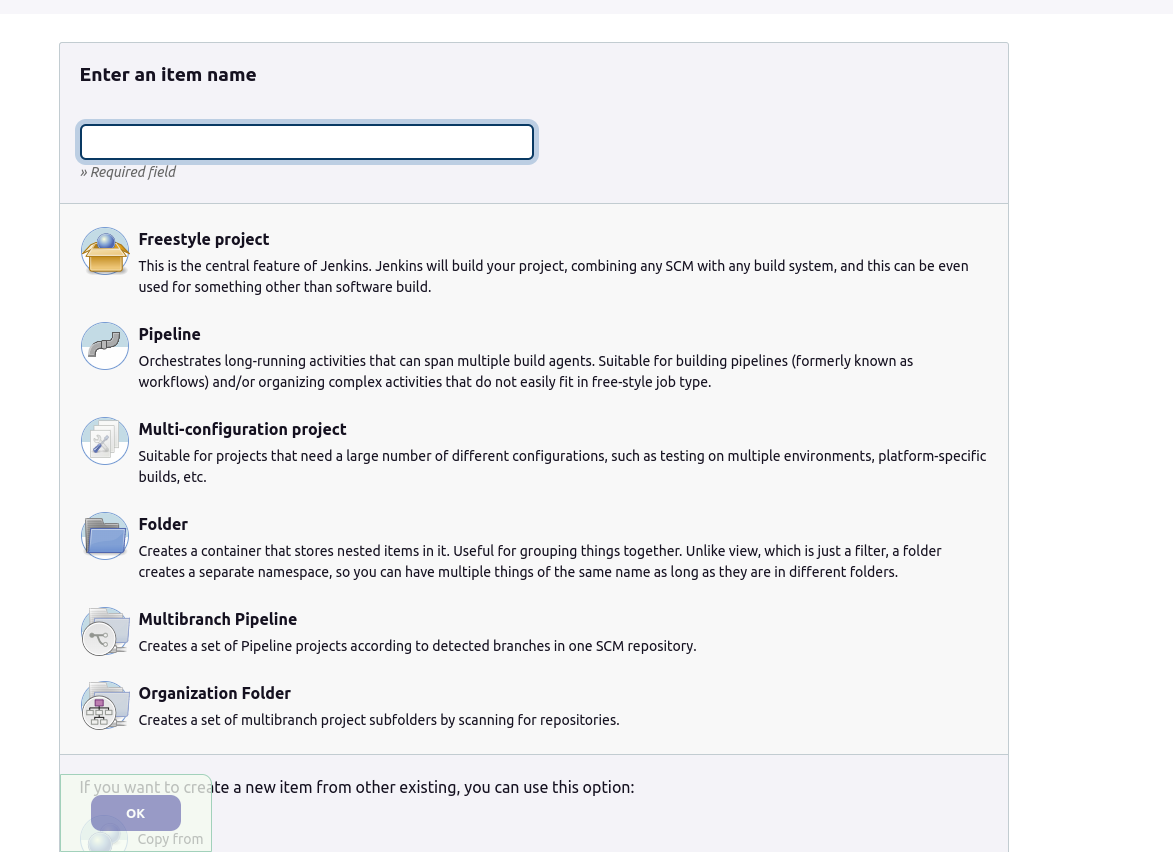 Enter an item name
» Required field
Freestyle project
This is the central feature of Jenkins. Jenkins will build your project, combining any SCM with any build system, and this can be even
used for something other than software build.
Pipeline
Orchestrates long-running activities that can span multiple build agents. Suitable for building pipelines (formerly known as
workflows) and/or organizing complex activities that do not easily fit in free-style job type.
Multi-configuration project
Suitable for projects that need a large number of different configurations, such as testing on multiple environments, platform-specific
builds, etc.
Folder
Creates a container that stores nested items in it. Useful for grouping things together. Unlike view, which is just a filter, a folder
creates a separate namespace, so you can have multiple things of the same name as long as they are in different folders.
Multibranch Pipeline
Creates a set of Pipeline projects according to detected branches in one SCM repository.
Organization Folder
Creates a set of multibranch project subfolders by scanning for repositories.
If you want to create a new item from other existing, you can use this option:
OK
Copy from